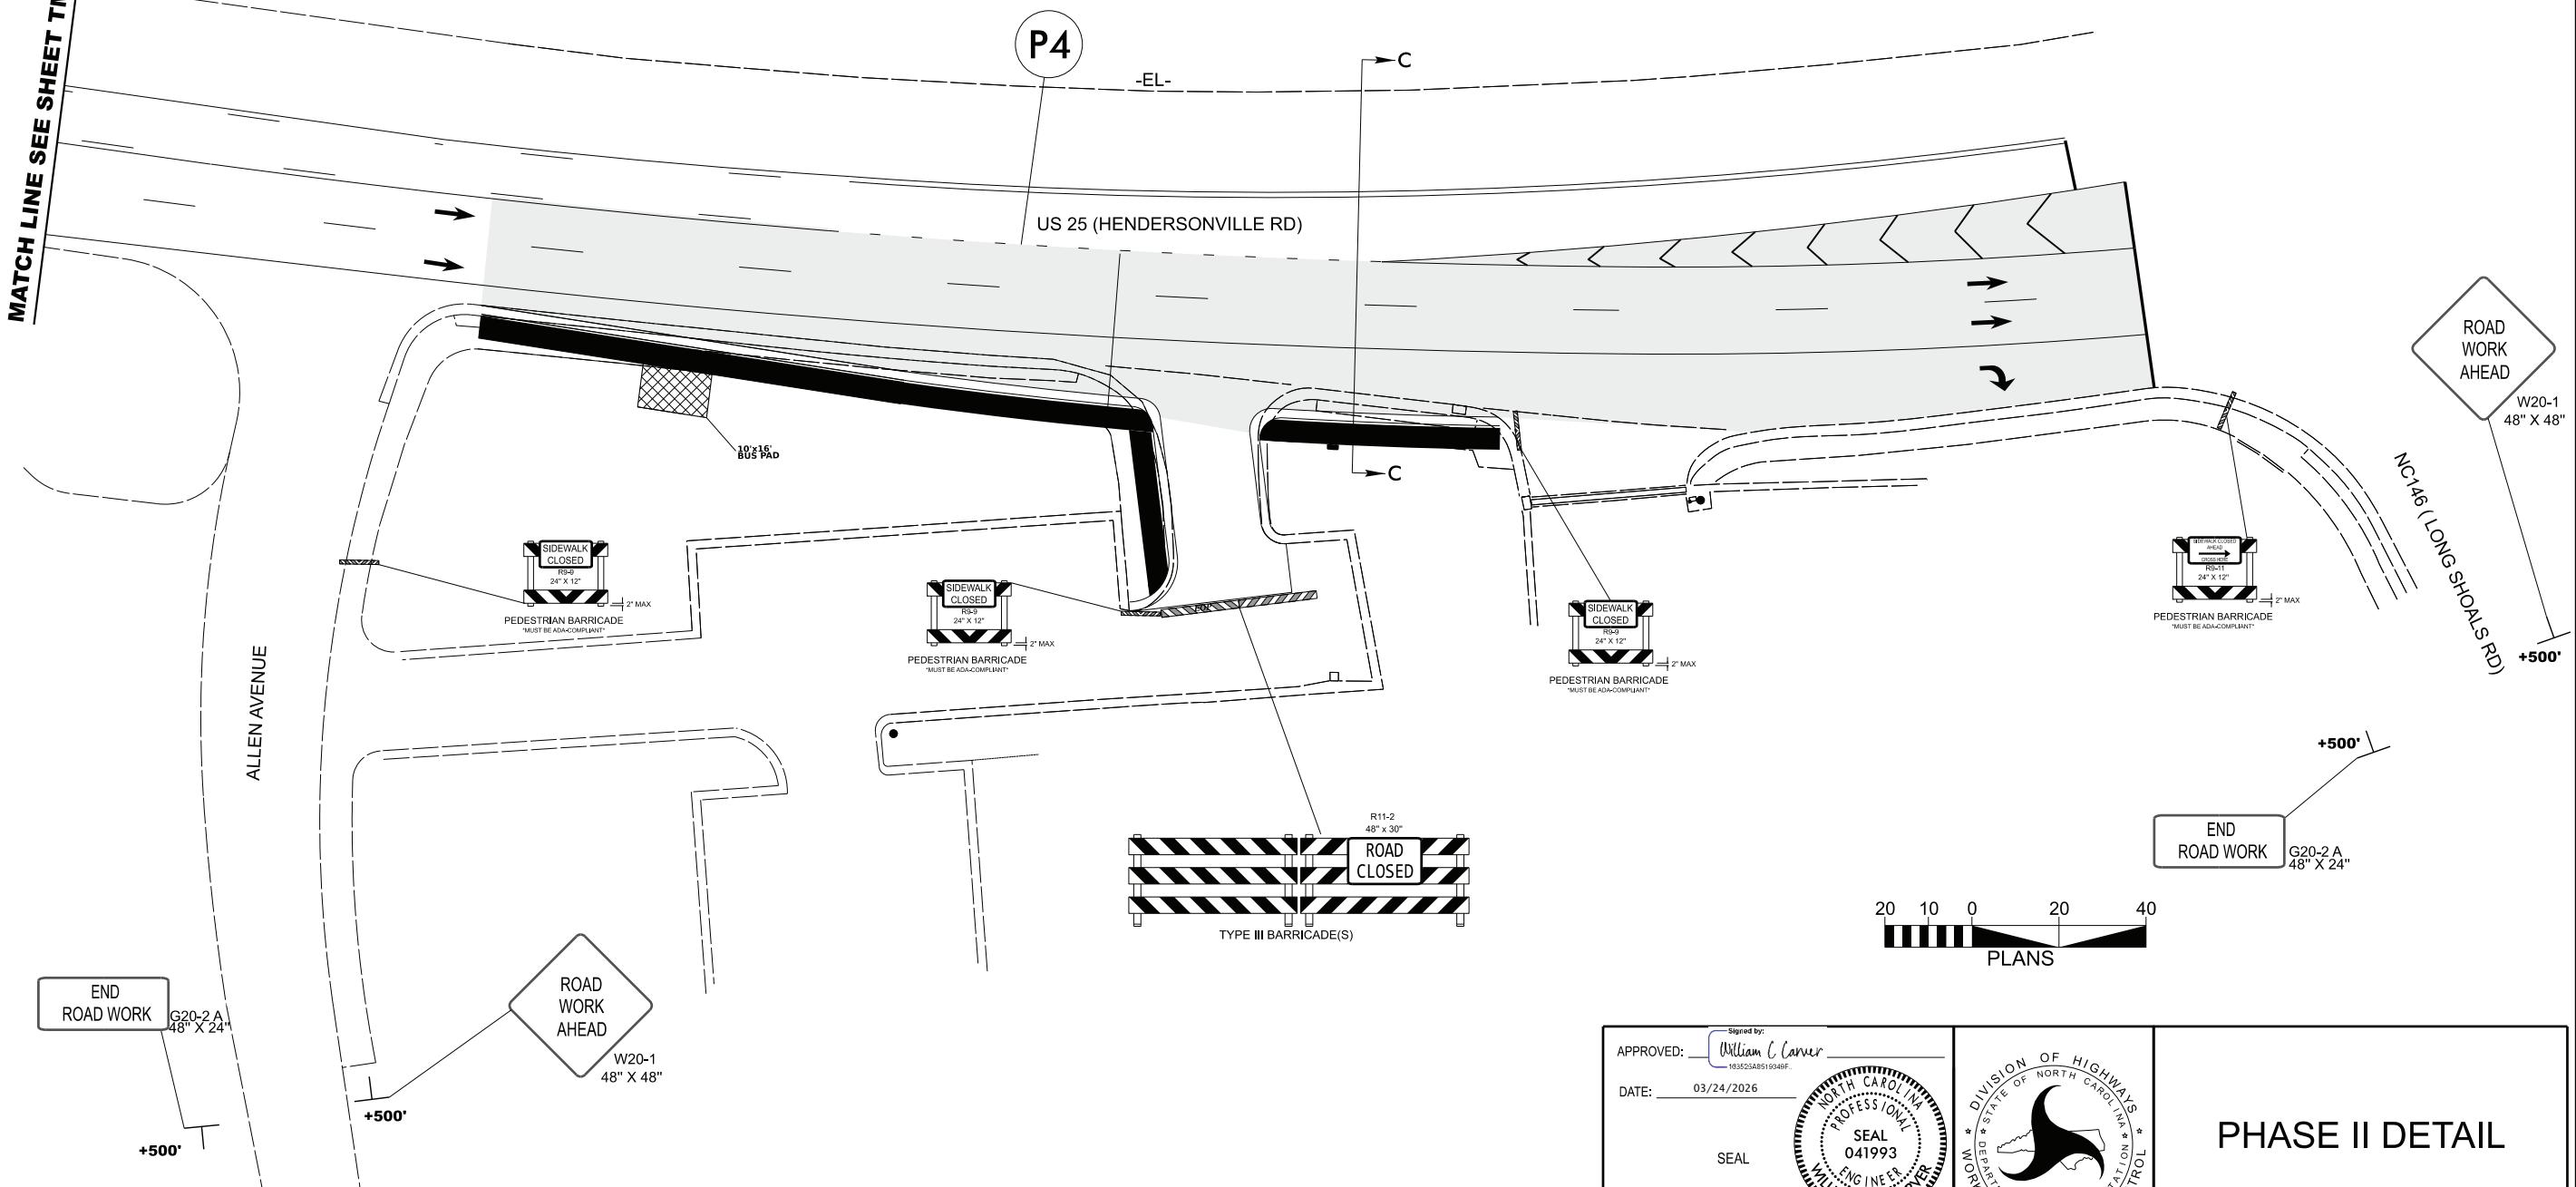 MATCH LINE SEE SHEET
P4
C
-EL-
US 25 (HENDERSONVILLE RD)
C
10'x16'
BUS PAD
ROAD
WORK
AHEAD
W20-1
48" X 48"
NC146 ( LONG SHOALS RD)
+500'
SIDEWALK
CLOSED
R9-9
24" X 12"
2" MAX
PEDESTRIAN BARRICADE
*MUST BE ADA-COMPLIANT*
SIDEWALK
CLOSED
R9-9
24" X 12"
2" MAX
PEDESTRIAN BARRICADE
*MUST BE ADA-COMPLIANT*
SIDEWALK
CLOSED
R9-9
24" X 12"
2" MAX
PEDESTRIAN BARRICADE
*MUST BE ADA-COMPLIANT*
SIDEWALK CLOSED
AHEAD
CROSS HERE
R9-11
24" X 12"
2" MAX
PEDESTRIAN BARRICADE
*MUST BE ADA-COMPLIANT*
ALLEN AVENUE
+500'
END
ROAD WORK
G20-2 A
48" X 24"
R11-2
48" x 30"
ROAD
CLOSED
TYPE III BARRICADE(S)
20 10 0 20 40
PLANS
END
ROAD WORK
G20-2 A
48" X 24"
+500'
ROAD
WORK
AHEAD
W20-1
48" X 48"
+500'
APPROVED:
Signed by:
William C Carver
DATE: 03/24/2026
SEAL
NORTH CAROLINA
PROFESSIONAL
SEAL
041993
ENGINEER
DIVISION OF HIGHWAYS
STATE OF NORTH CAROLINA
PHASE II DETAIL